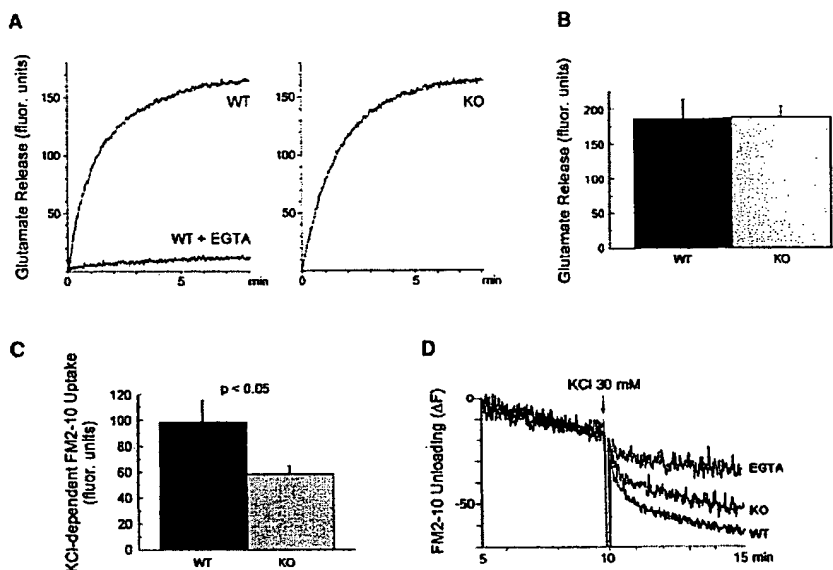 A
Glutamate Release (fluor. units)
150
100
50
WT
WT + EGTA
0
5
min
150
100
50
KO
0
5
min
B
Glutamate Release (fluor. units)
200
150
100
50
0
WT
KO
C
KCl-dependent FM2-10 Uptake
(fluor. units)
120
100
80
60
40
20
0
p < 0.05
WT
KO
D
FM2-10 Unloading (ΔF)
KCl 30 mM
0
-50
EGTA
KO
WT
5
10
15 min